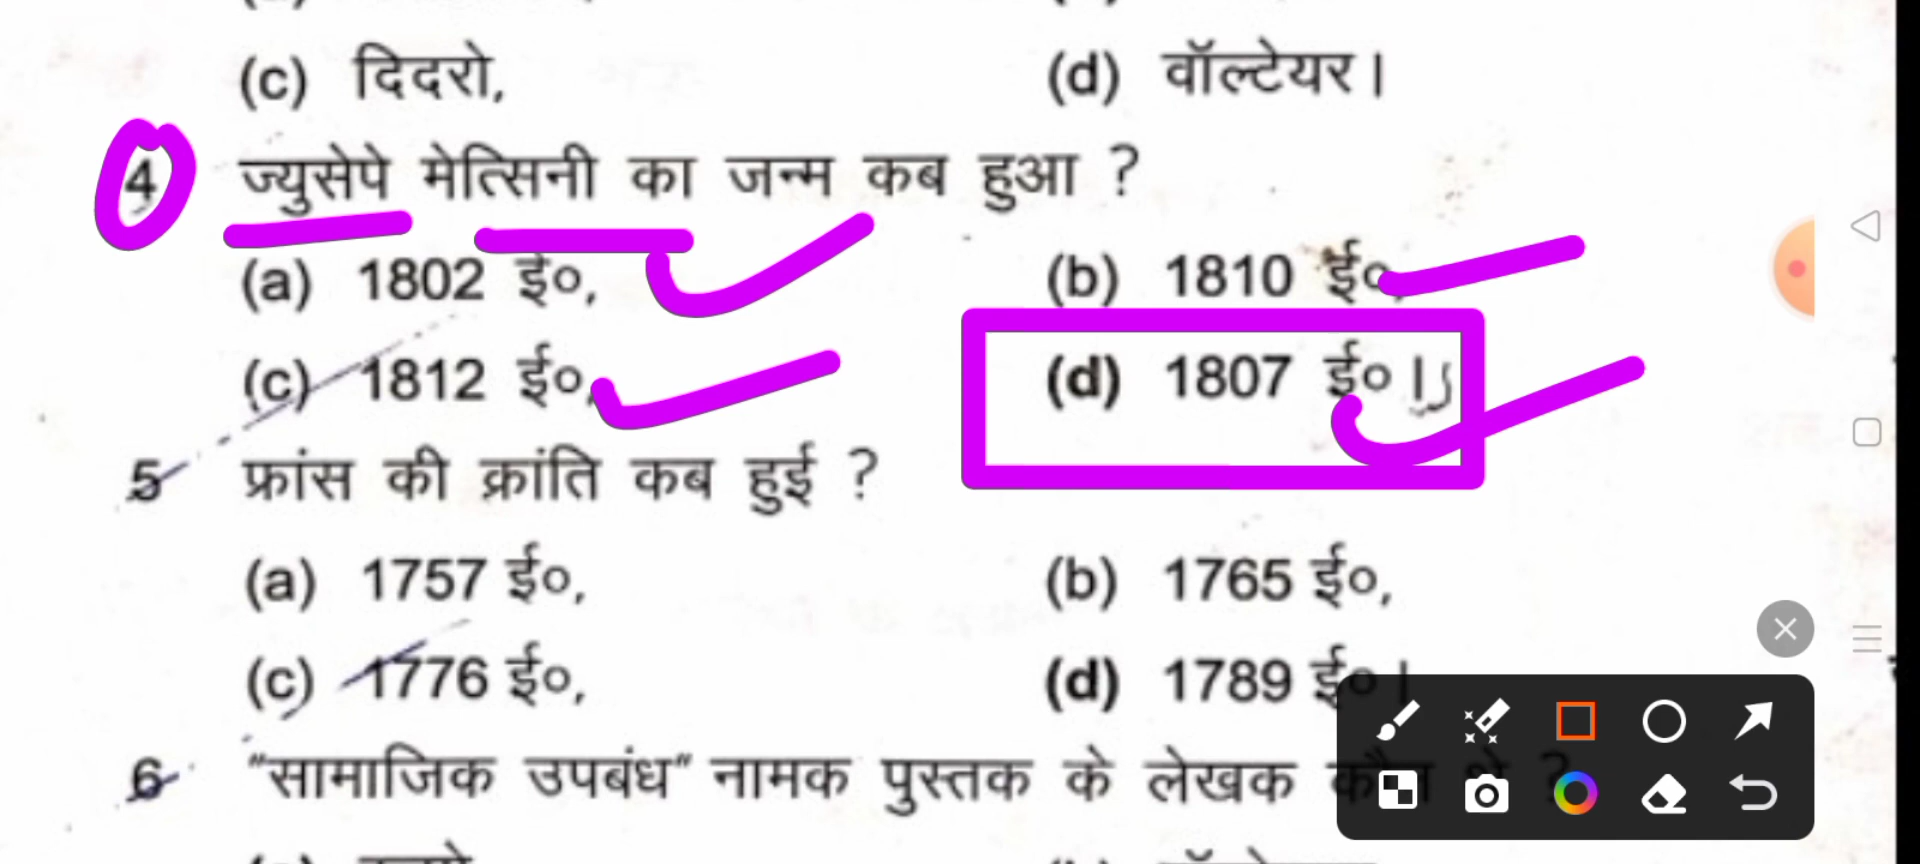 (c) दिदरो,
(d) वॉल्टेयर।
4 ज्युसेपे मेत्सिनी का जन्म कब हुआ ?
(a) 1802 ई०,
(b) 1810 ई०,
(c) 1812 ई०,
(d) 1807 ई०।
5 फ्रांस की क्रांति कब हुई ?
(a) 1757 ई०,
(b) 1765 ई०,
(c) 1776 ई०,
(d) 1789 ई०।
6 "सामाजिक उपबंध" नामक पुस्तक के लेखक कौन थे ?